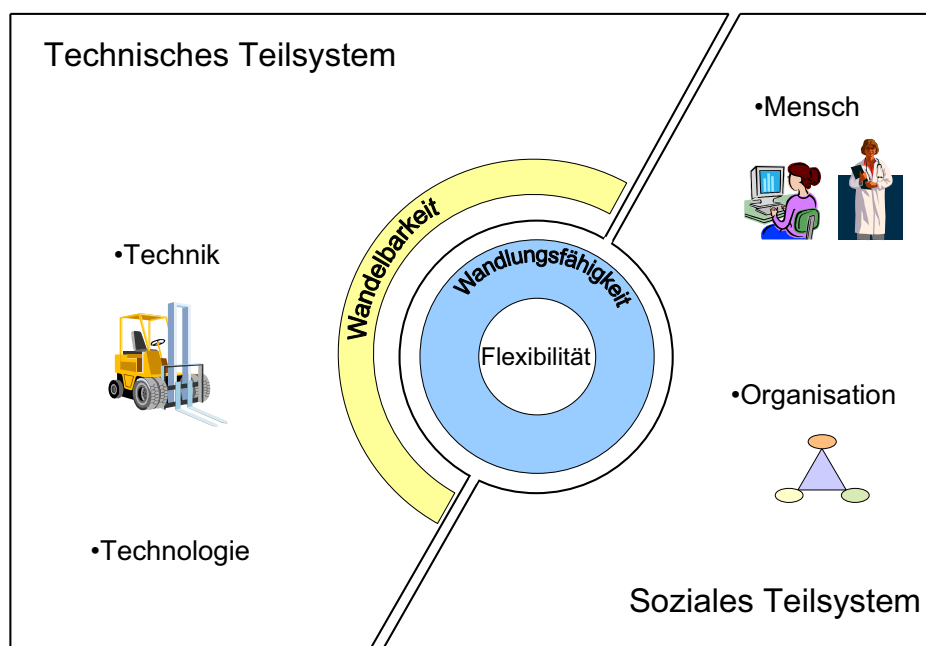 Technisches Teilsystem
•Mensch
Wandelbarkeit
Wandlungsfähigkeit
•Technik
Flexibilität
•Organisation
•Technologie
Soziales Teilsystem